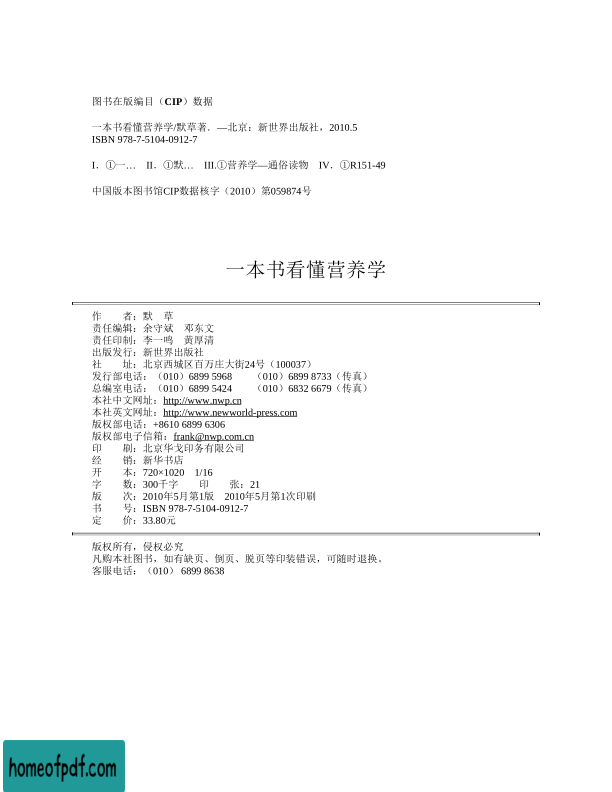 图书在版编目（CIP）数据
一本书看懂营养学/默草著．—北京：新世界出版社，2010.5
ISBN 978-7-5104-0912-7
I．①一… II．①默… III.①营养学—通俗读物 IV．①R151-49
中国版本图书馆CIP数据核字（2010）第059874号
一本书看懂营养学
作　　者：默　草
责任编辑：余守斌　邓东文
责任印制：李一鸣　黄厚清
出版发行：新世界出版社
社　　址：北京西城区百万庄大街24号（100037）
发行部电话：（010）6899 5968　　（010）6899 8733（传真）
总编室电话：（010）6899 5424　　（010）6832 6679（传真）
本社中文网址：http://www.nwp.cn
本社英文网址：http://www.newworld-press.com
版权部电话：+8610 6899 6306
版权部电子信箱：frank@nwp.com.cn
印　　刷：北京华戈印务有限公司
经　　销：新华书店
开　　本：720×1020　1/16
字　　数：300千字　　印　　张：21
版　　次：2010年5月第1版　2010年5月第1次印刷
书　　号：ISBN 978-7-5104-0912-7
定　　价：33.80元
版权所有，侵权必究
凡购本社图书，如有缺页、倒页、脱页等印装错误，可随时退换。
客服电话：（010） 6899 8638
homeofpdf.com